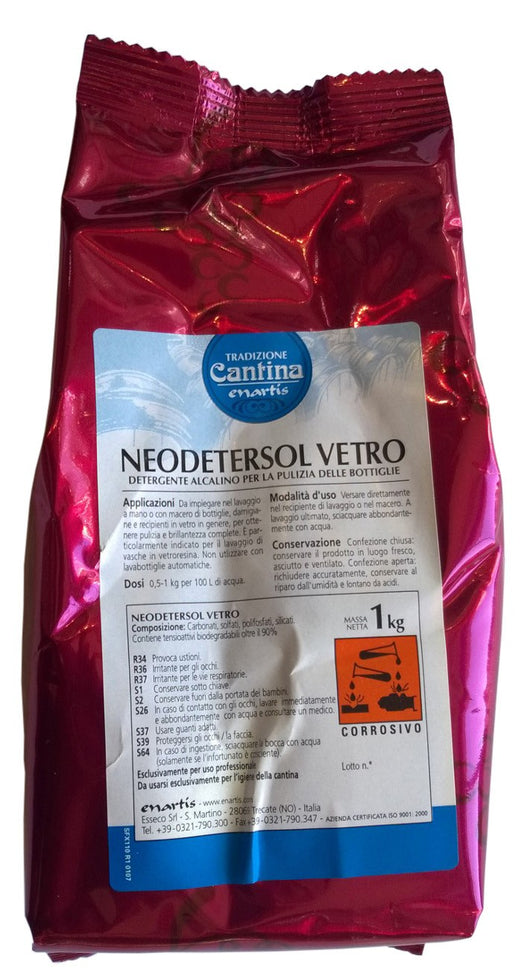 TRADIZIONE
Cantina
enartis
NEODETERSOL VETRO
DETERGENTE ALCALINO PER LA PULIZIA DELLE BOTTIGLIE
Applicazioni Da impiegare nel lavaggio
a mano o con macero di bottiglie, damigia-
ne e recipienti in vetro in genere, per otte-
nere pulizia e brillantezza complete. È par-
ticolarmente indicato per il lavaggio di
vasche in vetroresina. Non utilizzare con
lavabottiglie automatiche.
Dosi 0,5-1 kg per 100 L di acqua.
Modalità d'uso Versare direttamente
nel recipiente di lavaggio o nel macero. A
lavaggio ultimato, sciacquare abbondante-
mente con acqua.
Conservazione Confezione chiusa:
conservare il prodotto in luogo fresco,
asciutto e ventilato. Confezione aperta:
richiudere accuratamente, conservare al
riparo dall'umidità e lontano da acidi.
NEODETERSOL VETRO
Composizione: Carbonati, solfati, polifosfati, silicati.
Contiene tensioattivi biodegradabili oltre il 90%
R34 Provoca ustioni.
R36 Irritante per gli occhi.
R37 Irritante per le vie respiratorie.
S1 Conservare sotto chiave.
S2 Conservare fuori dalla portata dei bambini.
S26 In caso di contatto con gli occhi, lavare immediatamente
e abbondantemente con acqua e consultare un medico.
S37 Usare guanti adatti.
S39 Proteggersi gli occhi / la faccia.
S64 In caso di ingestione, sciacquare la bocca con acqua
(solamente se l'infortunato è cosciente)
Esclusivamente per uso professionale
Da usarsi esclusivamente per l'igiene della cantina
MASSA
NETTA
1 kg
CORROSIVO
Lotto n.*
enartis - www.enartis.com
Esseco Srl - S. Martino - 28069 Trecate (NO) - Italia
Tel. +39-0321-790.300 - Fax+39-0321-790.347 - AZIENDA CERTIFICATA ISO 9001: 2000
SFX110 R1 0107